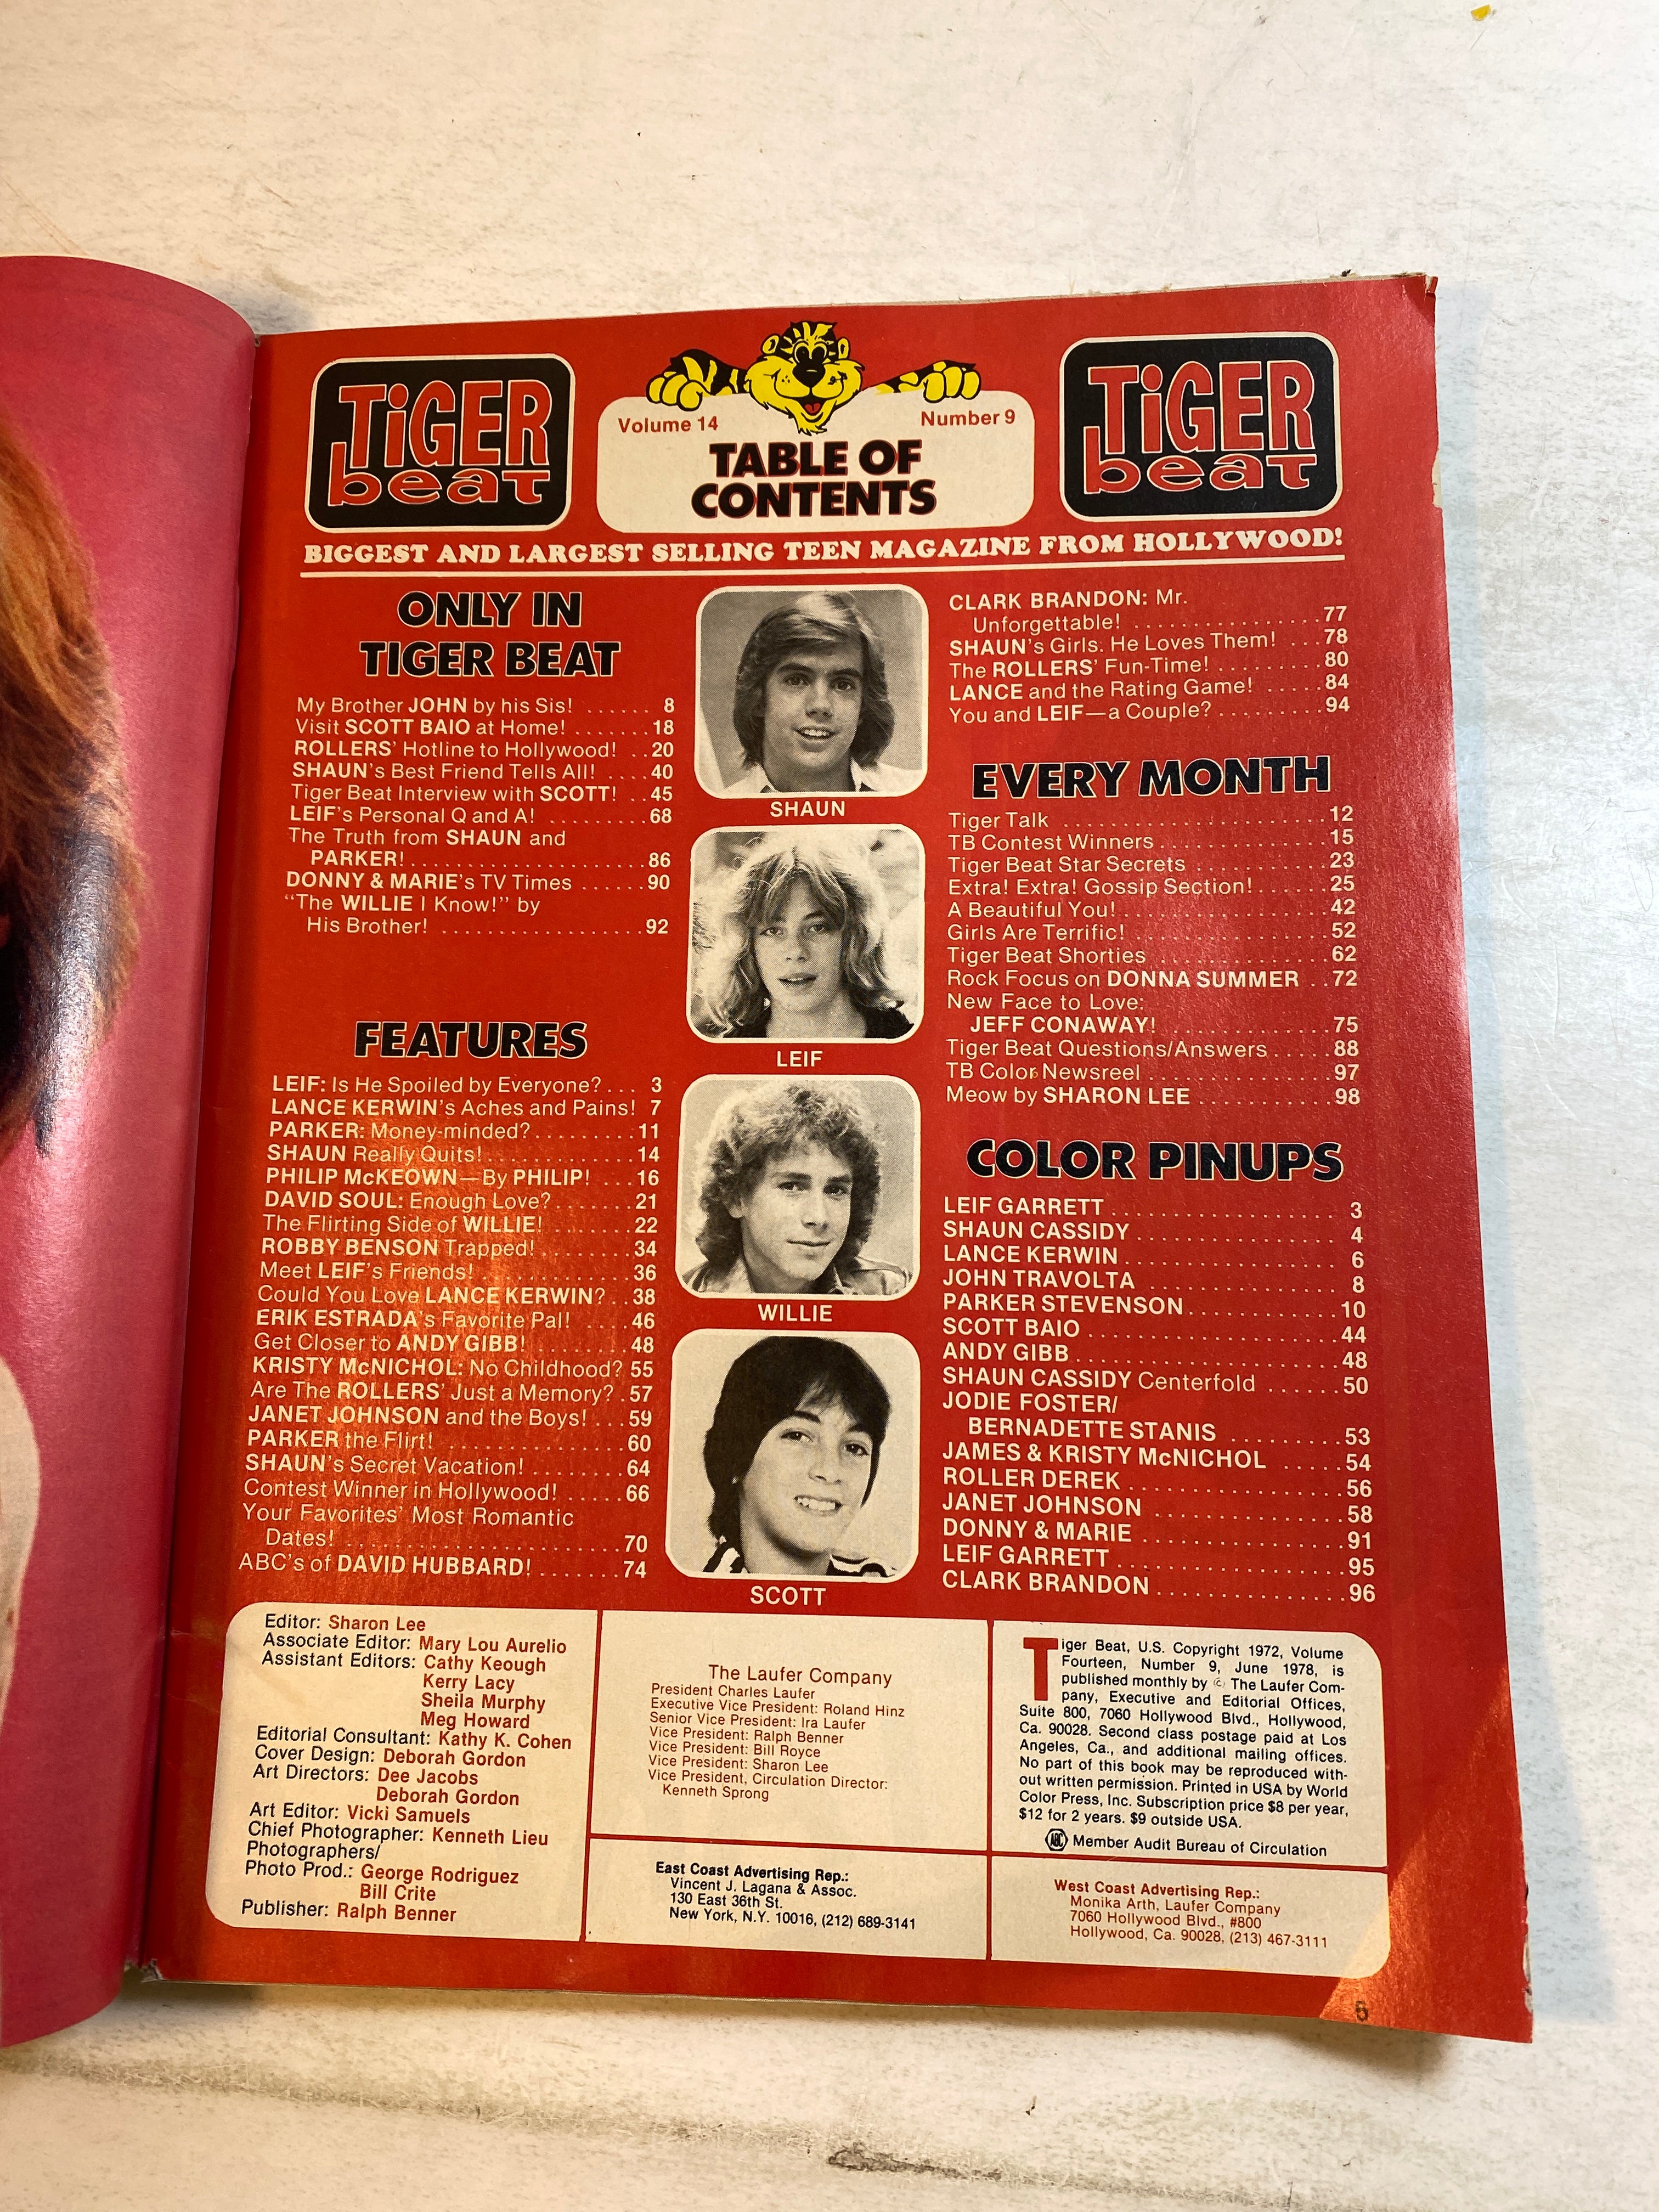 TiGER
beat
Volume 14
Number 9
TABLE OF
CONTENTS
TiGER
beat
BIGGEST AND LARGEST SELLING TEEN MAGAZINE FROM HOLLYWOOD!
ONLY IN
TIGER BEAT
My Brother JOHN by his Sis! ...... 8
Visit SCOTT BAIO at Home! ....... 18
ROLLERS' Hotline to Hollywood! .. 20
SHAUN's Best Friend Tells All! .... 40
Tiger Beat Interview with SCOTT! .. 45
LEIF's Personal Q and A! ......... 68
The Truth from SHAUN and
PARKER! ..................... 86
DONNY & MARIE's TV Times ...... 90
"The WILLIE I Know!" by
His Brother! .................. 92
FEATURES
LEIF: Is He Spoiled by Everyone? ... 3
LANCE KERWIN's Aches and Pains! 7
PARKER: Money-minded? ......... 11
SHAUN Really Quits! .............. 14
PHILIP McKEOWN—By PHILIP! ... 16
DAVID SOUL: Enough Love? ....... 21
The Flirting Side of WILLIE! ........ 22
ROBBY BENSON Trapped! ........ 34
Meet LEIF's Friends! ............. 36
Could You Love LANCE KERWIN? .. 38
ERIK ESTRADA's Favorite Pal! .... 46
Get Closer to ANDY GIBB! ........ 48
KRISTY McNICHOL: No Childhood? 55
Are The ROLLERS' Just a Memory? . 57
JANET JOHNSON and the Boys! ... 59
PARKER the Flirt! ................ 60
SHAUN's Secret Vacation! ........ 64
Contest Winner in Hollywood! ..... 66
Your Favorites' Most Romantic
Dates! ......................... 70
ABC's of DAVID HUBBARD! ....... 74
SHAUN
LEIF
WILLIE
SCOTT
CLARK BRANDON: Mr.
Unforgettable! ................. 77
SHAUN's Girls. He Loves Them! ... 78
The ROLLERS' Fun-Time! ......... 80
LANCE and the Rating Game! ..... 84
You and LEIF—a Couple? ......... 94
EVERY MONTH
Tiger Talk ........................ 12
TB Contest Winners ............... 15
Tiger Beat Star Secrets ............ 23
Extra! Extra! Gossip Section! ...... 25
A Beautiful You! .................. 42
Girls Are Terrific! ................. 52
Tiger Beat Shorties ............... 62
Rock Focus on DONNA SUMMER .. 72
New Face to Love:
JEFF CONAWAY! .............. 75
Tiger Beat Questions/Answers ..... 88
TB Color Newsreel ................ 97
Meow by SHARON LEE ........... 98
COLOR PINUPS
LEIF GARRETT .................. 3
SHAUN CASSIDY ................ 4
LANCE KERWIN ................. 6
JOHN TRAVOLTA ................ 8
PARKER STEVENSON ............ 10
SCOTT BAIO .................... 44
ANDY GIBB ..................... 48
SHAUN CASSIDY Centerfold ...... 50
JODIE FOSTER/
BERNADETTE STANIS ......... 53
JAMES & KRISTY McNICHOL ..... 54
ROLLER DEREK ................. 56
JANET JOHNSON ............... 58
DONNY & MARIE ................ 91
LEIF GARRETT .................. 95
CLARK BRANDON ............... 96
Editor: Sharon Lee
Associate Editor: Mary Lou Aurelio
Assistant Editors: Cathy Keough
Kerry Lacy
Sheila Murphy
Meg Howard
Editorial Consultant: Kathy K. Cohen
Cover Design: Deborah Gordon
Art Directors: Dee Jacobs
Deborah Gordon
Art Editor: Vicki Samuels
Chief Photographer: Kenneth Lieu
Photographers/
Photo Prod.: George Rodriguez
Bill Crite
Publisher: Ralph Benner
The Laufer Company
President Charles Laufer
Executive Vice President: Roland Hinz
Senior Vice President: Ira Laufer
Vice President: Ralph Benner
Vice President: Bill Royce
Vice President: Sharon Lee
Vice President, Circulation Director:
Kenneth Sprong
East Coast Advertising Rep.:
Vincent J. Lagana & Assoc.
130 East 36th St.
New York, N.Y. 10016, (212) 689-3141
Tiger Beat, U.S. Copyright 1972, Volume
Fourteen, Number 9, June 1978, is
published monthly by © The Laufer Com-
pany, Executive and Editorial Offices,
Suite 800, 7060 Hollywood Blvd., Hollywood,
Ca. 90028. Second class postage paid at Los
Angeles, Ca., and additional mailing offices.
No part of this book may be reproduced with-
out written permission. Printed in USA by World
Color Press, Inc. Subscription price $8 per year,
$12 for 2 years. $9 outside USA.
ABC Member Audit Bureau of Circulation
West Coast Advertising Rep.:
Monika Arth, Laufer Company
7060 Hollywood Blvd., #800
Hollywood, Ca. 90028, (213) 467-3111